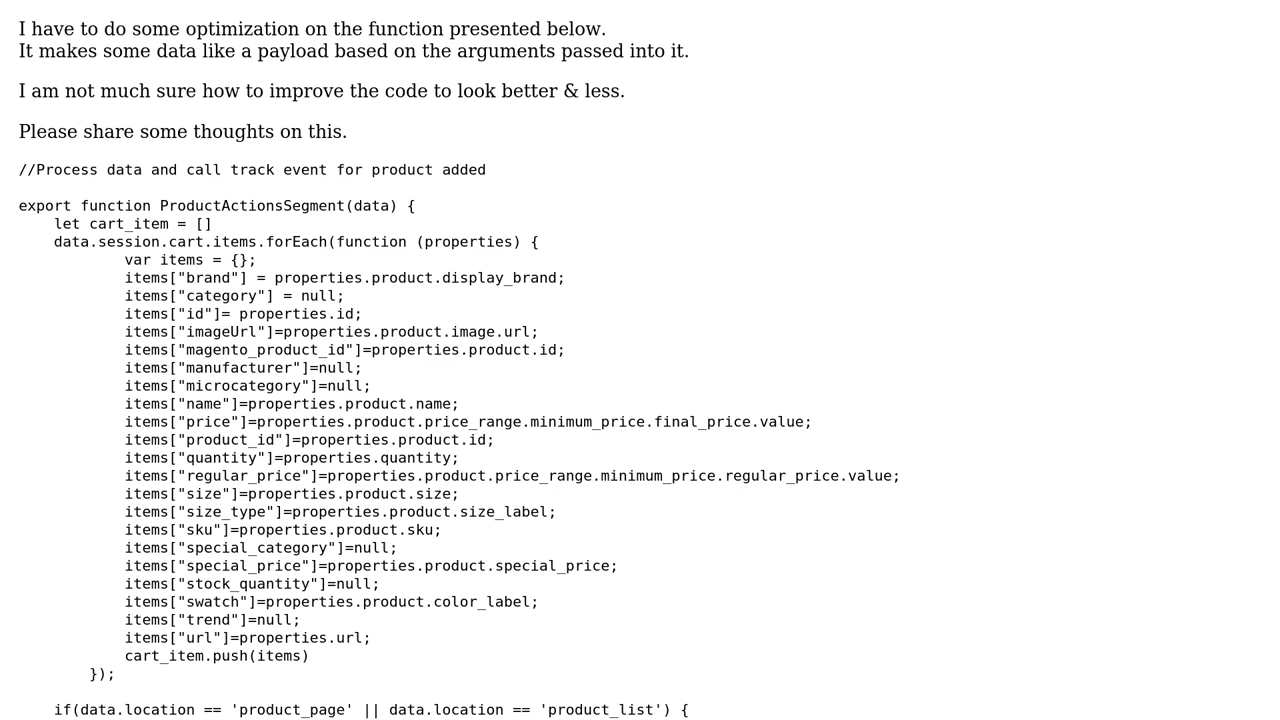 I have to do some optimization on the function presented below.
It makes some data like a payload based on the arguments passed into it.
I am not much sure how to improve the code to look better & less.
Please share some thoughts on this.
//Process data and call track event for product added
export function ProductActionsSegment(data) {
    let cart_item = []
    data.session.cart.items.forEach(function (properties) {
            var items = {};
            items["brand"] = properties.product.display_brand;
            items["category"] = null;
            items["id"]= properties.id;
            items["imageUrl"]=properties.product.image.url;
            items["magento_product_id"]=properties.product.id;
            items["manufacturer"]=null;
            items["microcategory"]=null;
            items["name"]=properties.product.name;
            items["price"]=properties.product.price_range.minimum_price.final_price.value;
            items["product_id"]=properties.product.id;
            items["quantity"]=properties.quantity;
            items["regular_price"]=properties.product.price_range.minimum_price.regular_price.value;
            items["size"]=properties.product.size;
            items["size_type"]=properties.product.size_label;
            items["sku"]=properties.product.sku;
            items["special_category"]=null;
            items["special_price"]=properties.product.special_price;
            items["stock_quantity"]=null;
            items["swatch"]=properties.product.color_label;
            items["trend"]=null;
            items["url"]=properties.url;
            cart_item.push(items)
        });
    if(data.location == 'product_page' || data.location == 'product_list') {